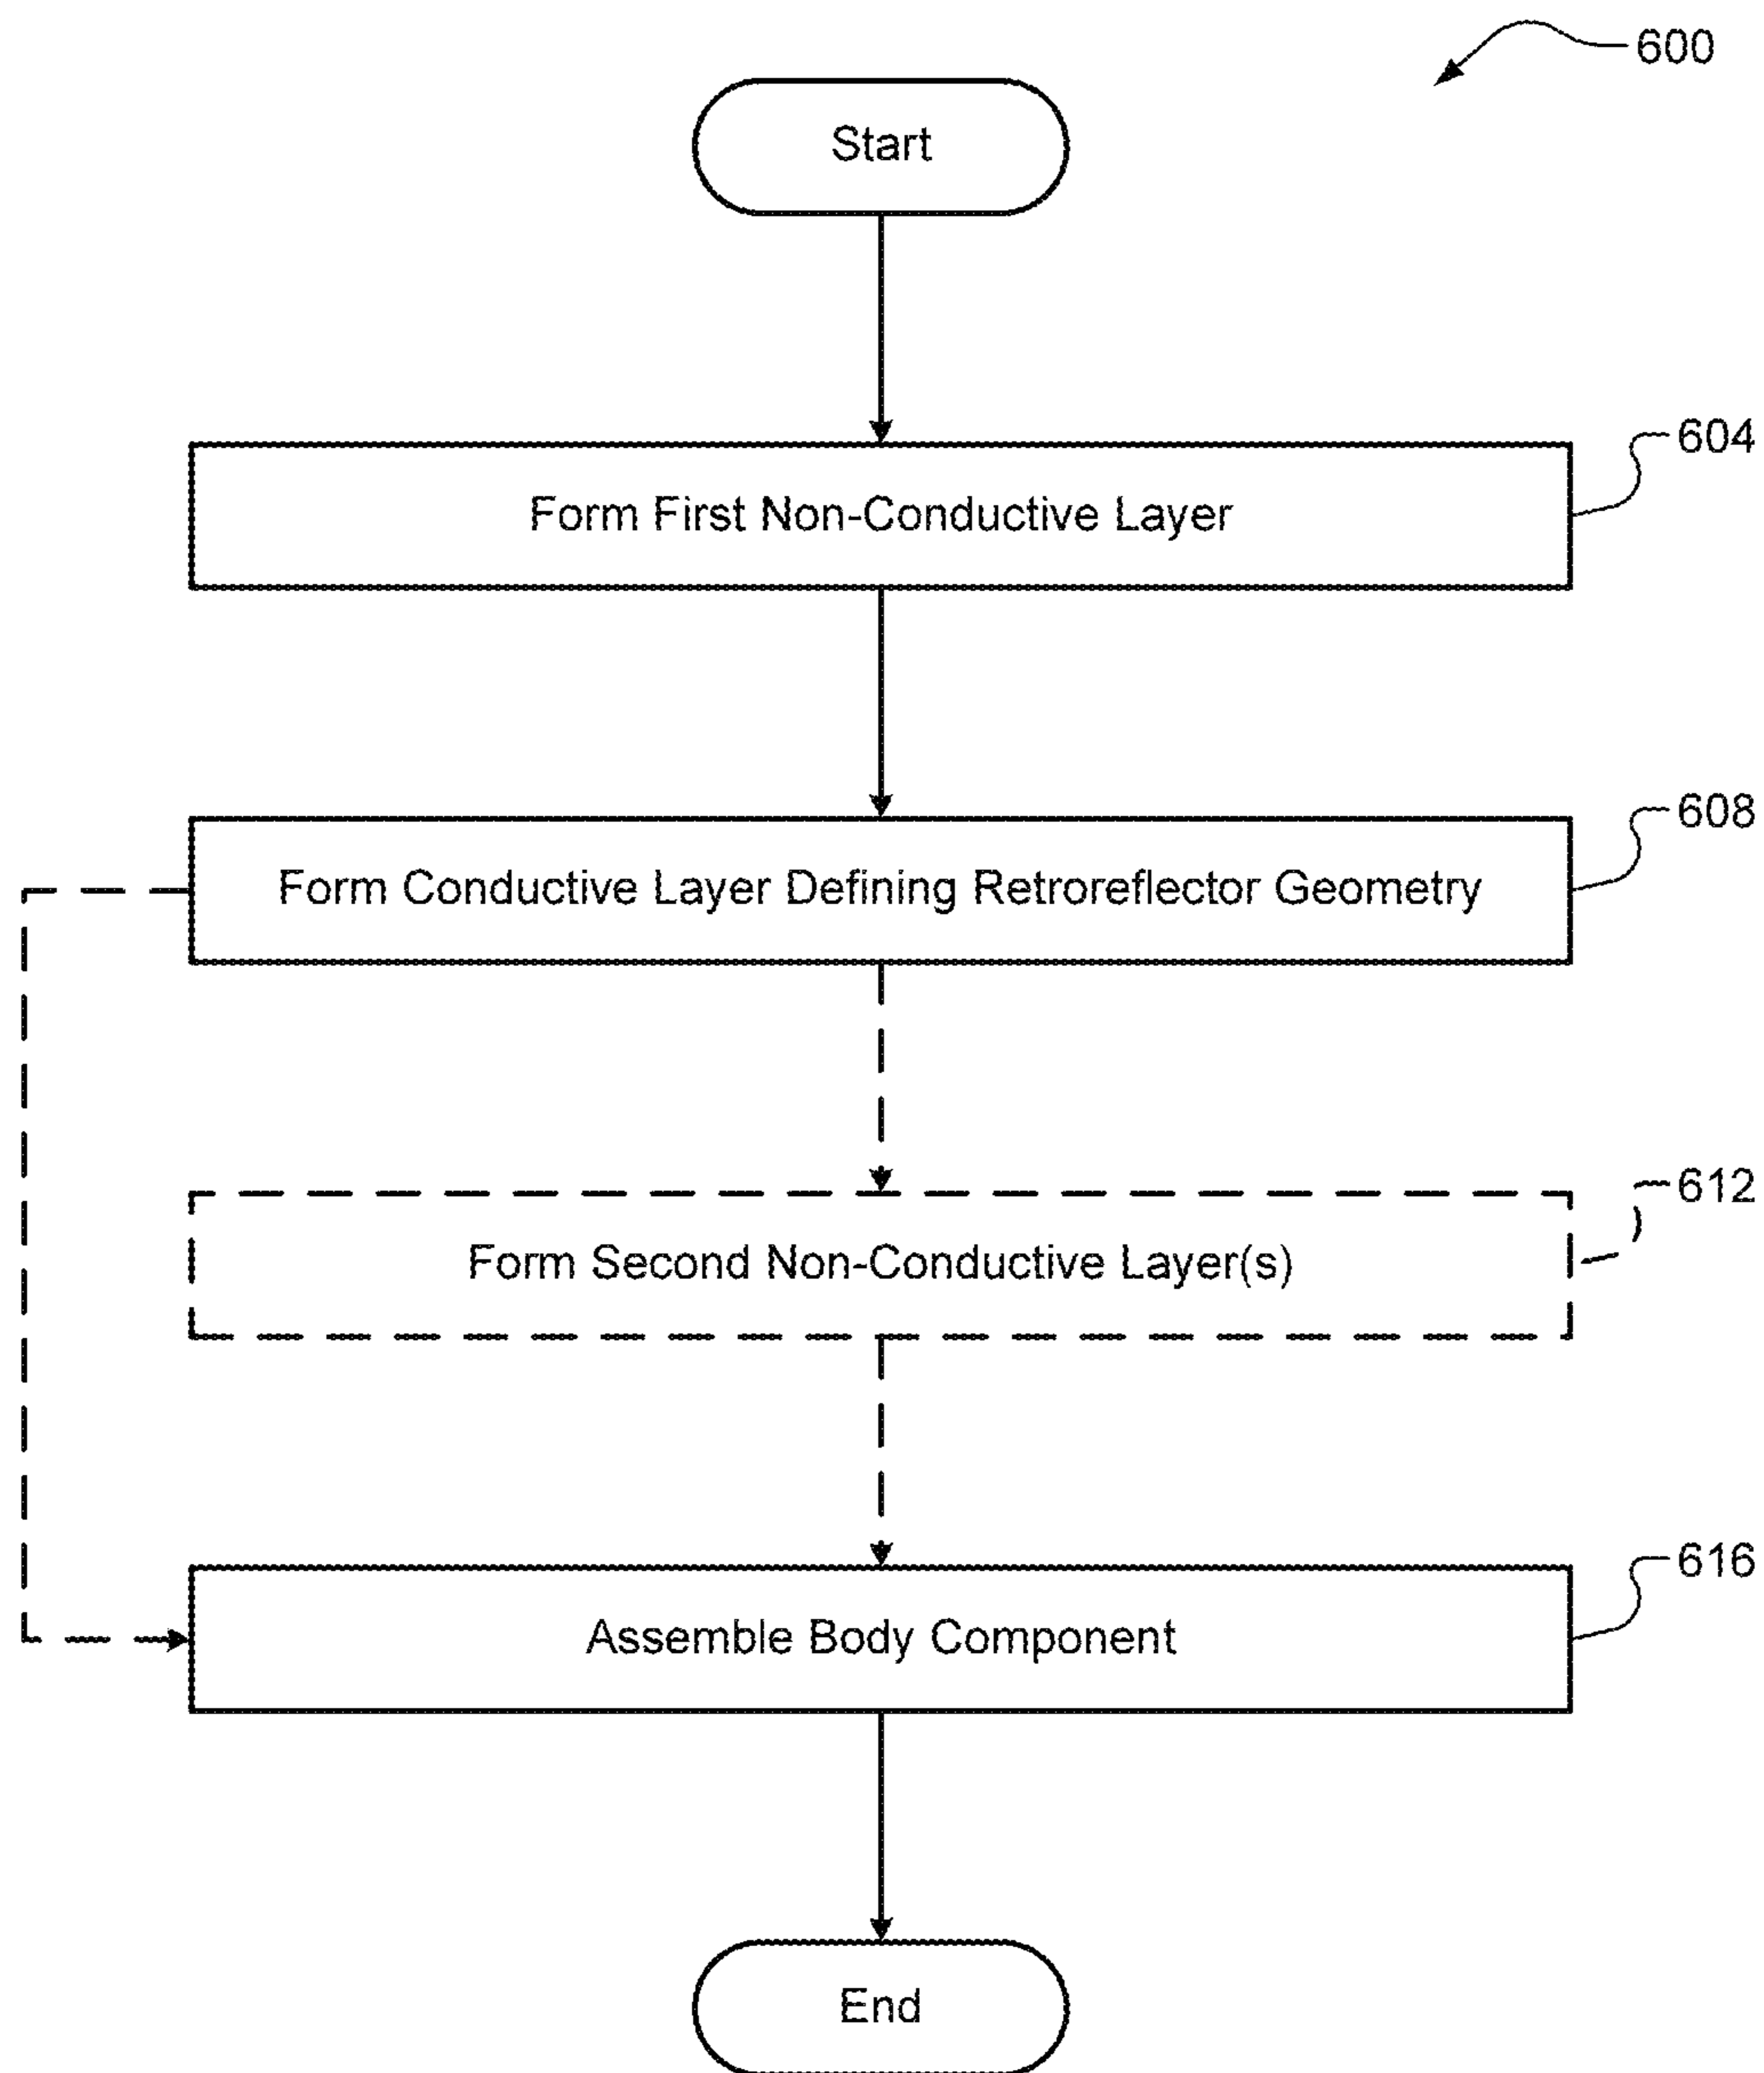 600
Start
604
Form First Non-Conductive Layer
608
Form Conductive Layer Defining Retroreflector Geometry
612
Form Second Non-Conductive Layer(s)
616
Assemble Body Component
End